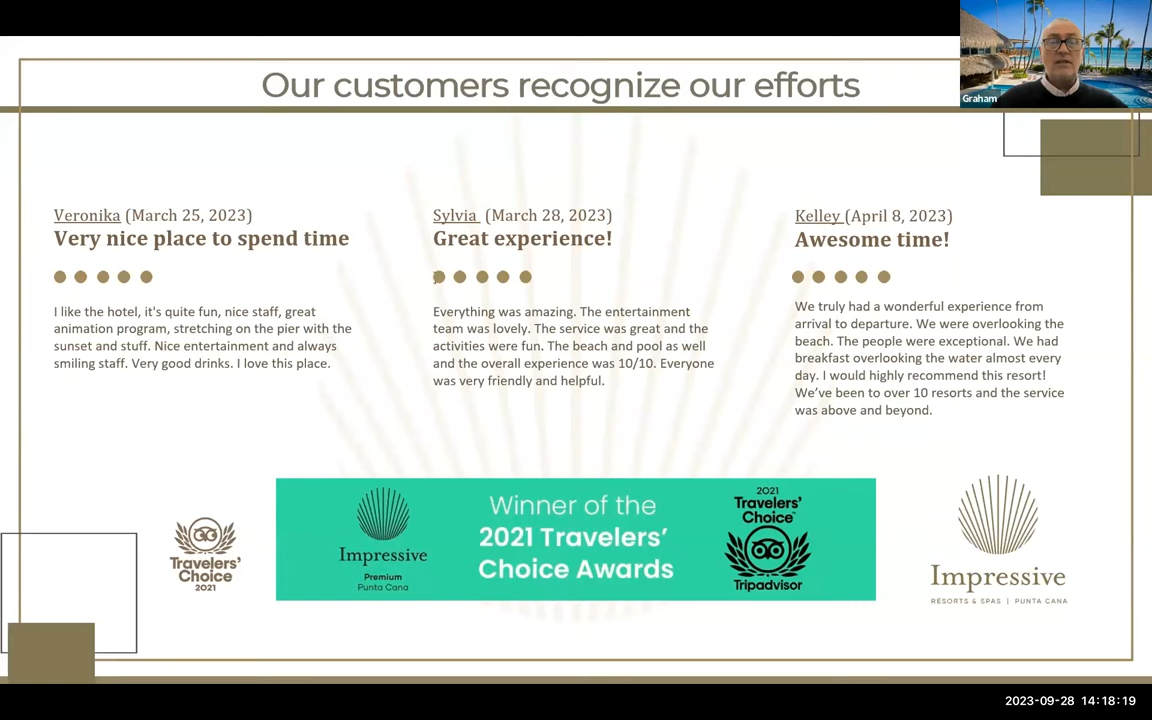 Our customers recognize our efforts
Graham
Veronika (March 25, 2023)
Very nice place to spend time
I like the hotel, it's quite fun, nice staff, great
animation program, stretching on the pier with the
sunset and stuff. Nice entertainment and always
smiling staff. Very good drinks. I love this place.
Sylvia (March 28, 2023)
Great experience!
Everything was amazing. The entertainment
team was lovely. The service was great and the
activities were fun. The beach and pool as well
and the overall experience was 10/10. Everyone
was very friendly and helpful.
Kelley (April 8, 2023)
Awesome time!
We truly had a wonderful experience from
arrival to departure. We were overlooking the
beach. The people were exceptional. We had
breakfast overlooking the water almost every
day. I would highly recommend this resort!
We've been to over 10 resorts and the service
was above and beyond.
Travelers'
Choice
2021
Impressive
Premium
Punta Cana
Winner of the
2021 Travelers'
Choice Awards
2021
Travelers'
Choice™
Tripadvisor
Impressive
RESORTS & SPAS | PUNTA CANA
2023-09-28 14:18:19